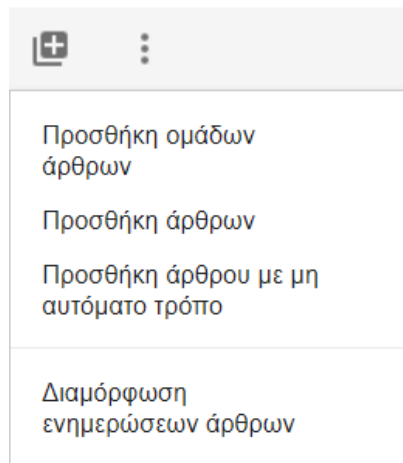 Προσθήκη ομάδων
άρθρων
Προσθήκη άρθρων
Προσθήκη άρθρου με μη
αυτόματο τρόπο
Διαμόρφωση
ενημερώσεων άρθρων